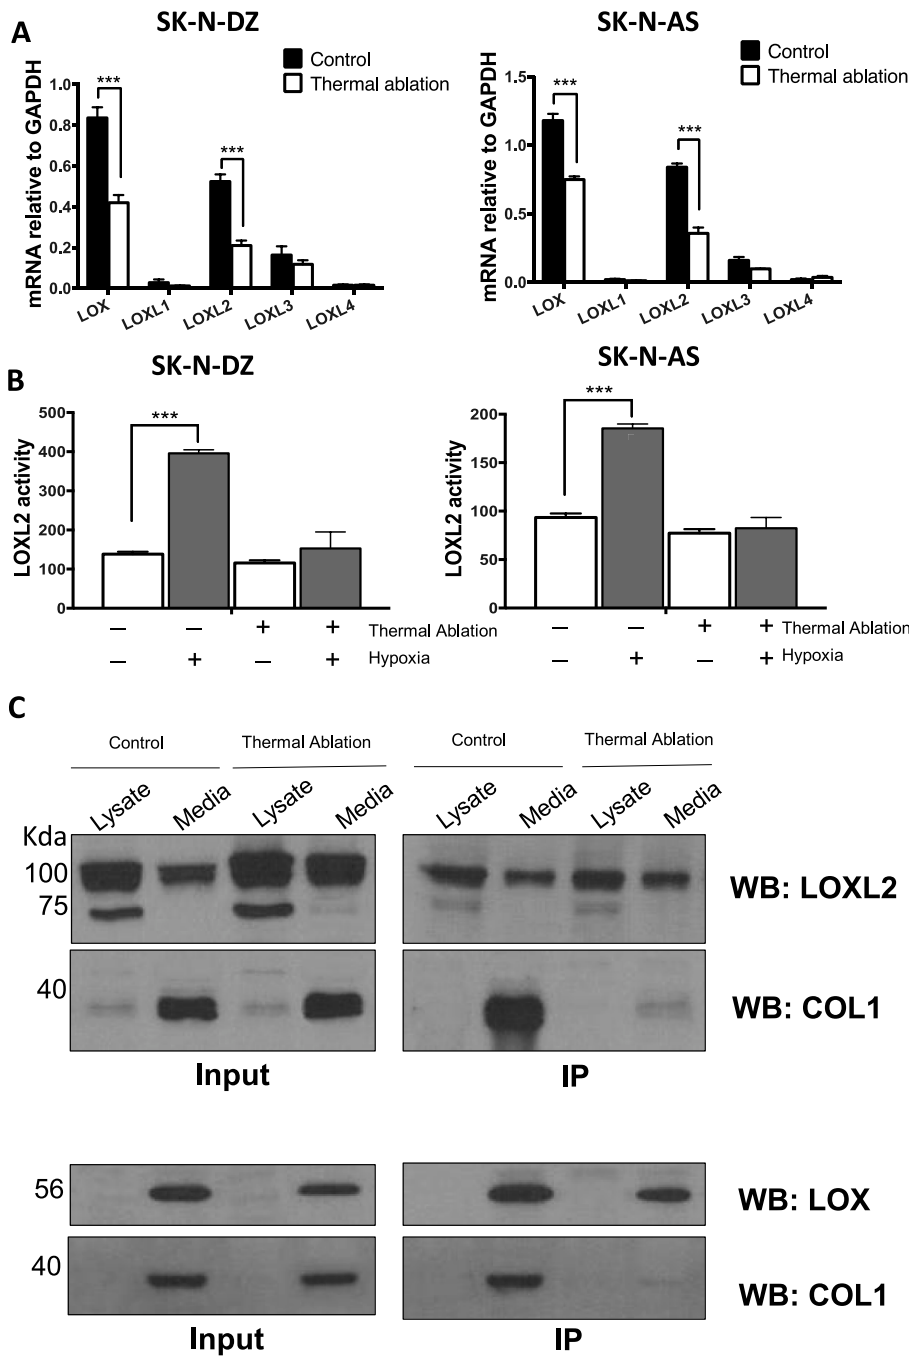 A
SK-N-DZ
Control
Thermal ablation
mRNA relative to GAPDH
1.0
0.8
0.6
0.4
0.2
0.0
***
***
LOX
LOXL1
LOXL2
LOXL3
LOXL4
SK-N-AS
Control
Thermal ablation
mRNA relative to GAPDH
1.5
1.0
0.5
0.0
***
***
LOX
LOXL1
LOXL2
LOXL3
LOXL4
B
SK-N-DZ
LOXL2 activity
500
400
300
200
100
0
***
— — + + Thermal Ablation
— + — + Hypoxia
SK-N-AS
LOXL2 activity
200
150
100
50
0
***
— — + + Thermal Ablation
— + — + Hypoxia
C
Control Thermal Ablation Control Thermal Ablation
Lysate Media Lysate Media Lysate Media Lysate Media
Kda
100
75
WB: LOXL2
40
WB: COL1
Input IP
56
WB: LOX
40
WB: COL1
Input IP